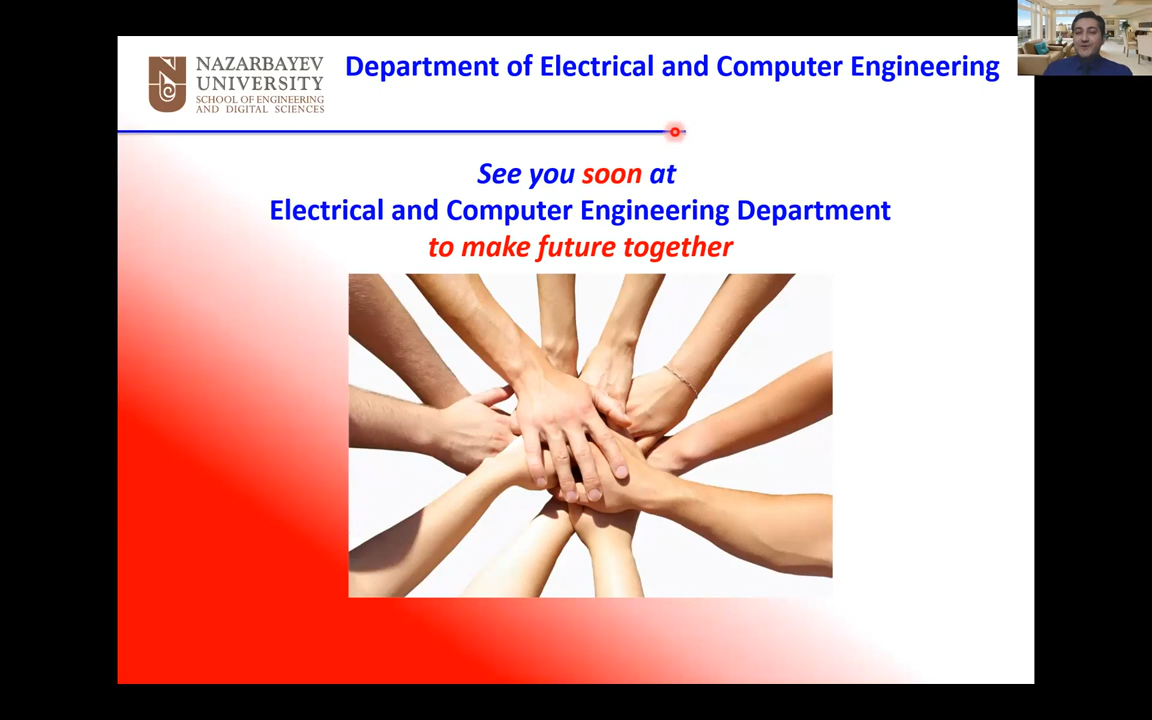 NAZARBAYEV
UNIVERSITY
SCHOOL OF ENGINEERING
AND DIGITAL SCIENCES
Department of Electrical and Computer Engineering
See you soon at
Electrical and Computer Engineering Department
to make future together